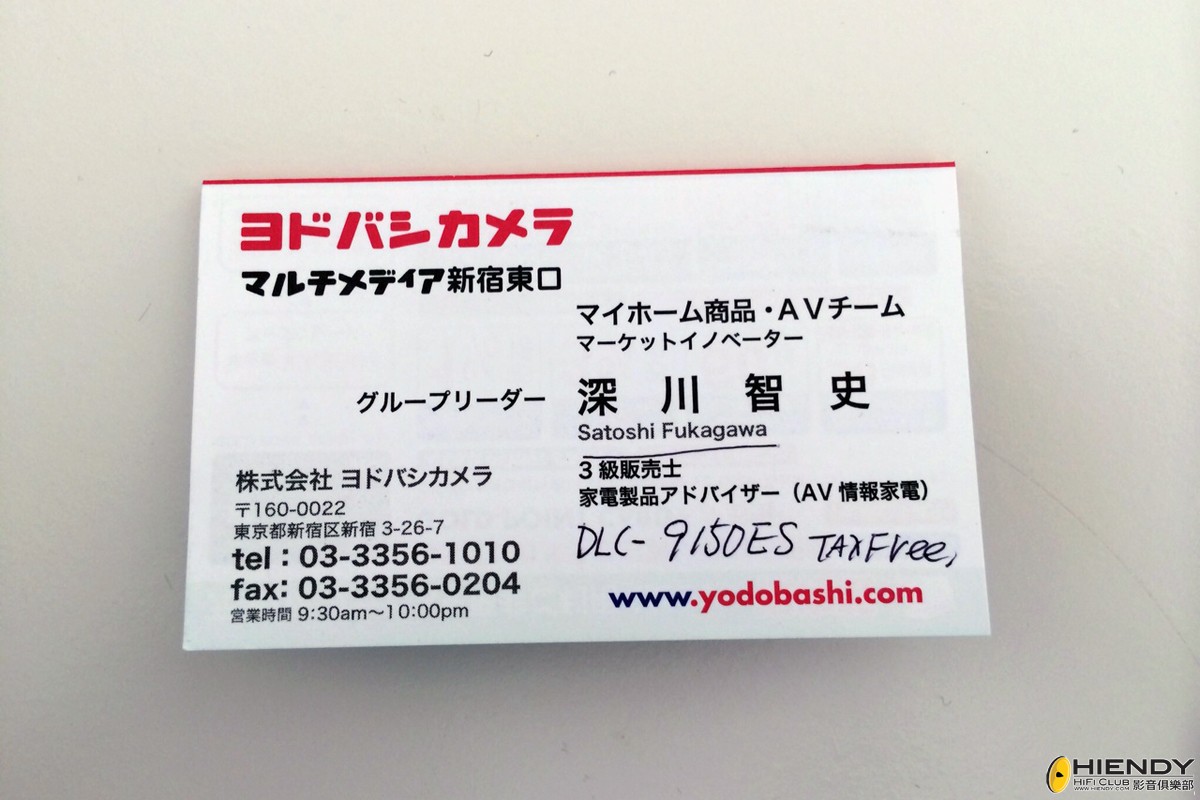 ヨドバシカメラ
マルチメディア新宿東口
マイホーム商品・AVチーム
マーケットイノベーター
グループリーダー 深川智史
Satoshi Fukagawa
3級販売士
家電製品アドバイザー（AV情報家電）
DLC-9150ES TAXFree,
株式会社 ヨドバシカメラ
〒160-0022
東京都新宿区新宿 3-26-7
tel：03-3356-1010
fax: 03-3356-0204
営業時間 9:30am～10:00pm
www.yodobashi.com
HIENDY
HiFi CLUB
WWW.HIENDY.COM 影音俱樂部